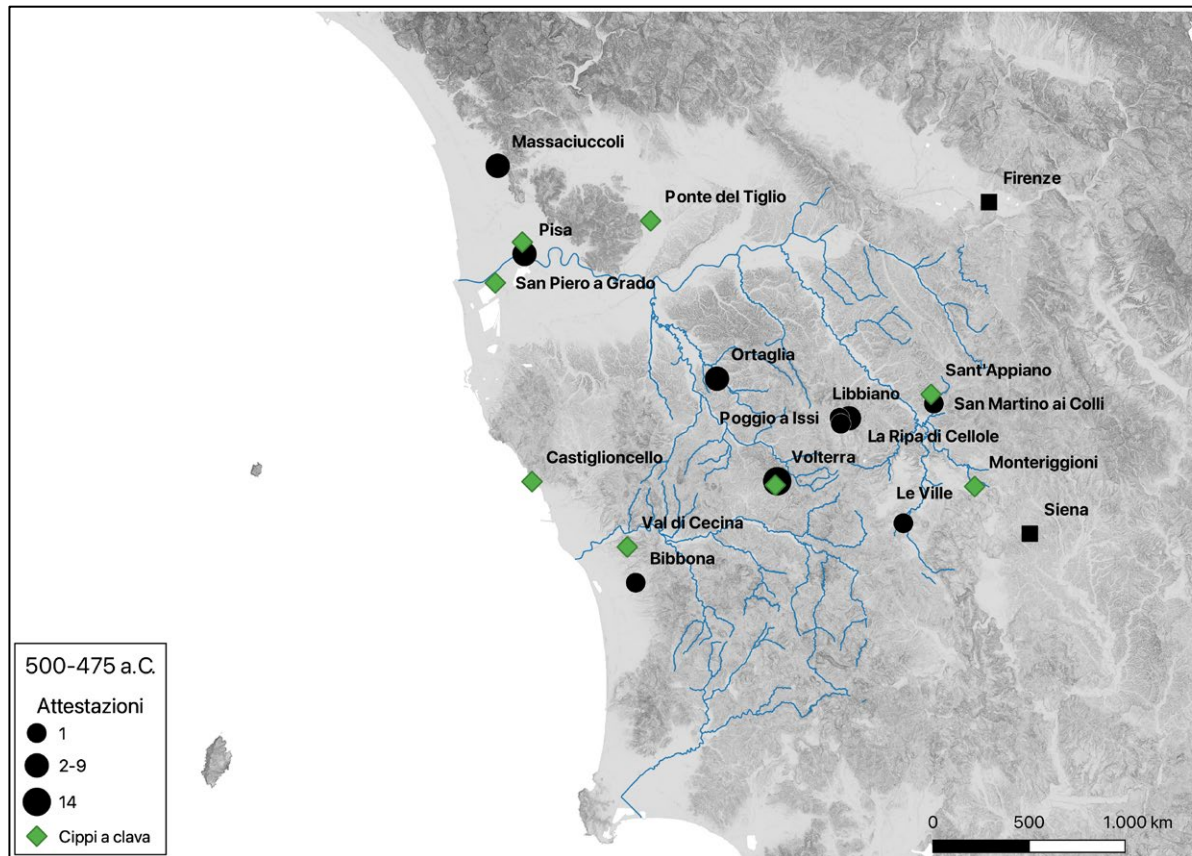 Massaciuccoli
Firenze
Ponte del Tiglio
Pisa
San Piero a Grado
Ortaglia
Sant'Appiano
Libbiano
San Martino ai Colli
Poggio a Issi
La Ripa di Cellole
Castiglioncello
Volterra
Monteriggioni
Le Ville
Siena
Val di Cecina
Bibbona
500-475 a.C.
Attestazioni
1
2-9
14
Cippi a clava
0 500 1.000 km